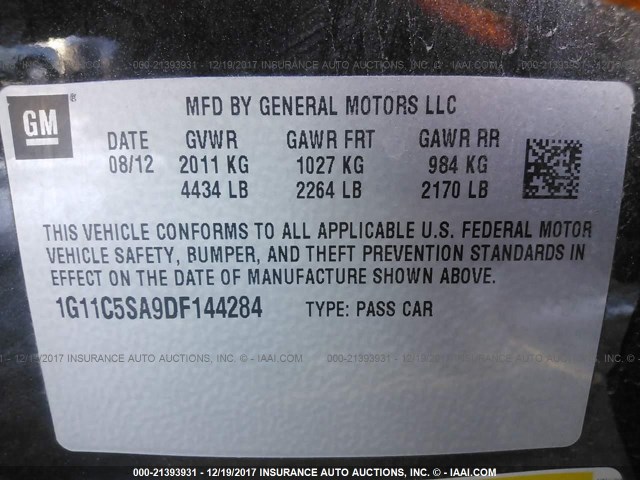 000-21393931 - 12/19/2017 INSURANCE AUTO AUCTIONS, INC. © - IAAI.COM
GM ®
MFD BY GENERAL MOTORS LLC
DATE GVWR GAWR FRT GAWR RR
08/12 2011 KG 1027 KG 984 KG
4434 LB 2264 LB 2170 LB
THIS VEHICLE CONFORMS TO ALL APPLICABLE U.S. FEDERAL MOTOR
VEHICLE SAFETY, BUMPER, AND THEFT PREVENTION STANDARDS IN
EFFECT ON THE DATE OF MANUFACTURE SHOWN ABOVE.
1G11C5SA9DF144284 TYPE: PASS CAR
000-21393931 - 12/19/2017 INSURANCE AUTO AUCTIONS, INC. © - IAAI.COM